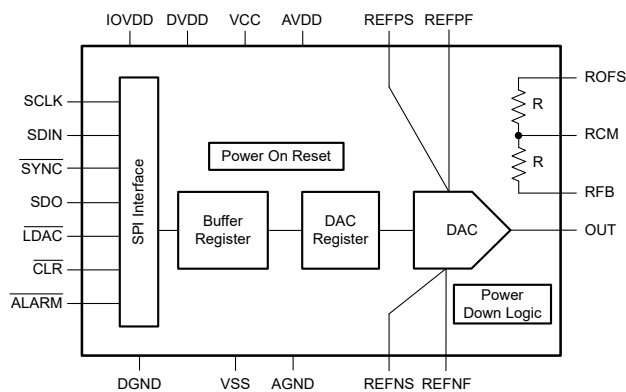 IOVDD DVDD VCC AVDD REFPS REFPF
SCLK
SDIN
SYNC
SDO
LDAC
CLR
ALARM
SPI Interface
Power On Reset
Buffer
Register
DAC
Register
DAC
Power
Down Logic
R
R
ROFS
RCM
RFB
OUT
DGND VSS AGND REFNS REFNF